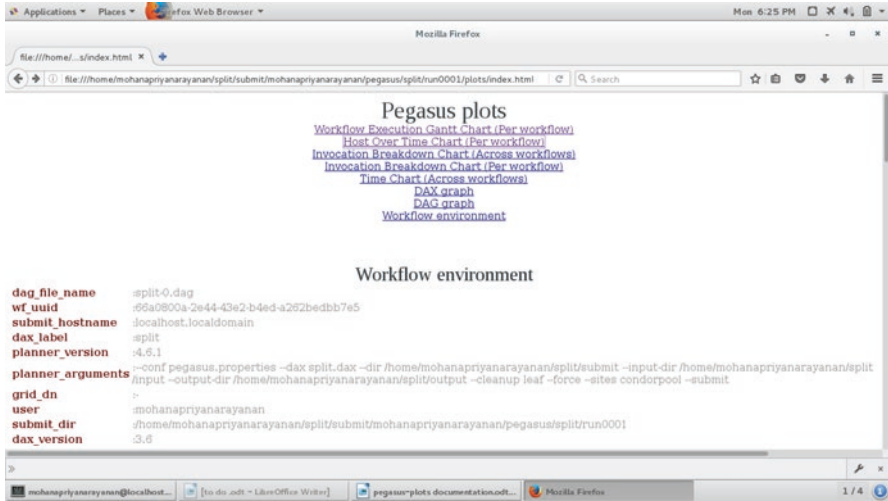 Applications Places Firefox Web Browser Mon 6:25 PM
Mozilla Firefox
file:///home/...s/index.html
file:///home/mohanapriyanarayanan/split/submit/mohanapriyanarayanan/pegasus/split/run0001/plots/index.html Search
Pegasus plots
Workflow Execution Gantt Chart (Per workflow)
Host Over Time Chart (Per workflow)
Invocation Breakdown Chart (Across workflows)
Invocation Breakdown Chart (Per workflow)
Time Chart (Across workflows)
DAX graph
DAG graph
Workflow environment
Workflow environment
dag_file_name :split-0.dag
wf_uuid :66a0800a-2e44-43e2-b4ed-a262bedbb7e5
submit_hostname :localhost.localdomain
dax_label :split
planner_version :4.6.1
planner_arguments :--conf pegasus.properties --dax split.dax --dir /home/mohanapriyanarayanan/split/submit --input-dir /home/mohanapriyanarayanan/split
/input --output-dir /home/mohanapriyanarayanan/split/output --cleanup leaf --force --sites condorpool --submit
grid_dn :-
user :mohanapriyanarayanan
submit_dir :/home/mohanapriyanarayanan/split/submit/mohanapriyanarayanan/pegasus/split/run0001
dax_version :3.6
mohanapriyanarayanan@localhost... [to do .odt - LibreOffice Writer] pegasus-plots documentation.odt... Mozilla Firefox 1 / 4